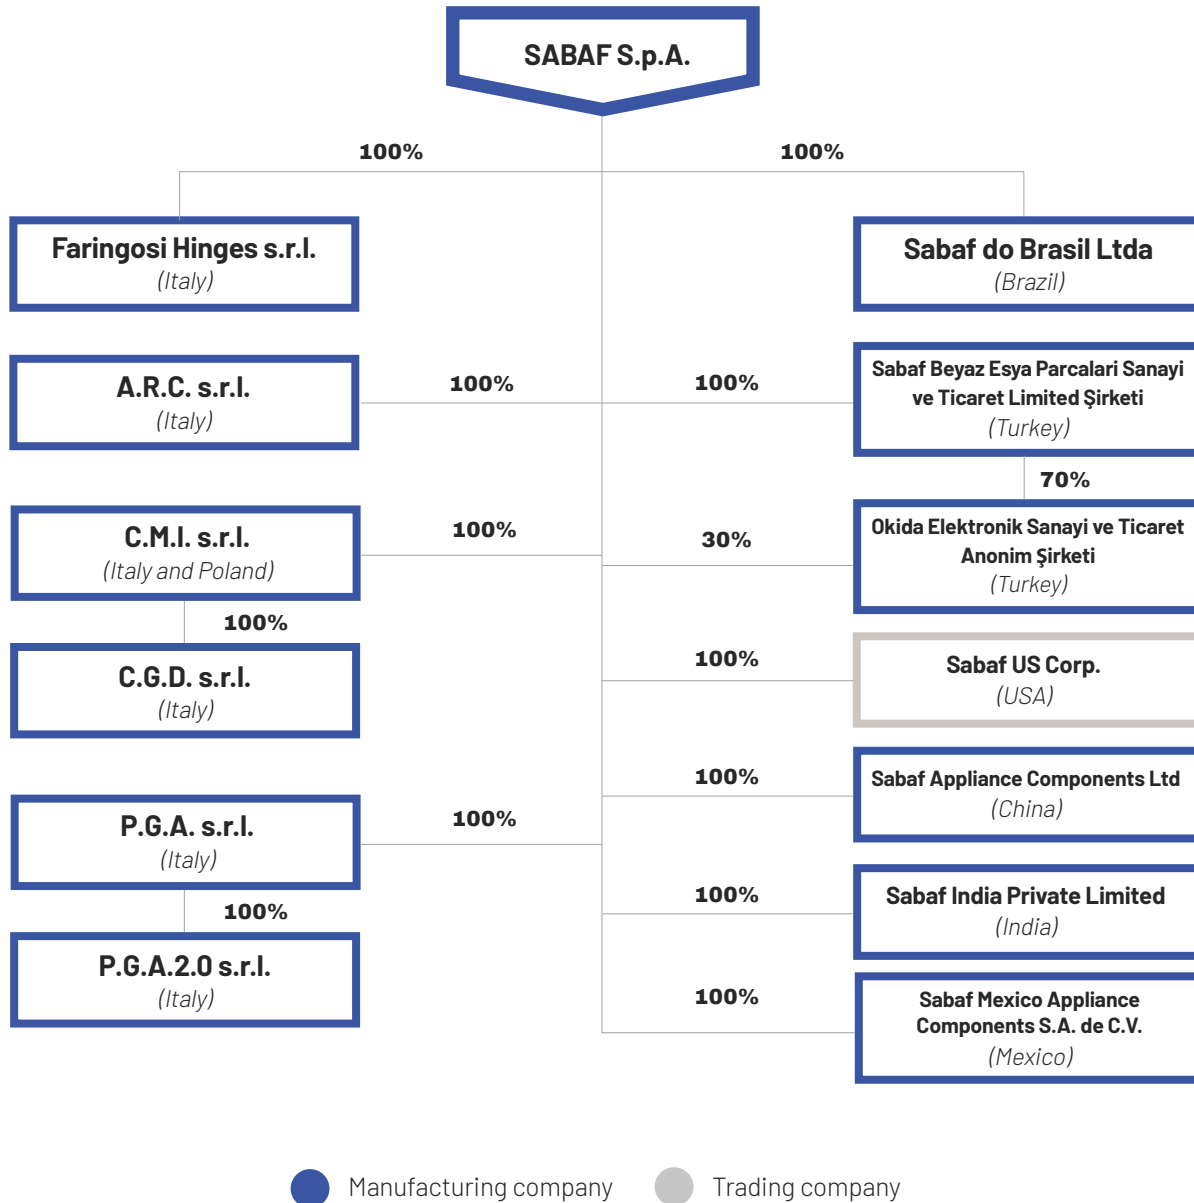 SABAF S.p.A.
100%
100%
Faringosi Hinges s.r.l.
(Italy)
Sabaf do Brasil Ltda
(Brazil)
A.R.C. s.r.l.
(Italy)
100%
100%
Sabaf Beyaz Esya Parcalari Sanayi
ve Ticaret Limited Şirketi
(Turkey)
70%
C.M.I. s.r.l.
(Italy and Poland)
100%
30%
Okida Elektronik Sanayi ve Ticaret
Anonim Şirketi
(Turkey)
100%
C.G.D. s.r.l.
(Italy)
100%
Sabaf US Corp.
(USA)
100%
Sabaf Appliance Components Ltd
(China)
P.G.A. s.r.l.
(Italy)
100%
100%
Sabaf India Private Limited
(India)
100%
P.G.A.2.0 s.r.l.
(Italy)
100%
Sabaf Mexico Appliance
Components S.A. de C.V.
(Mexico)
Manufacturing company
Trading company